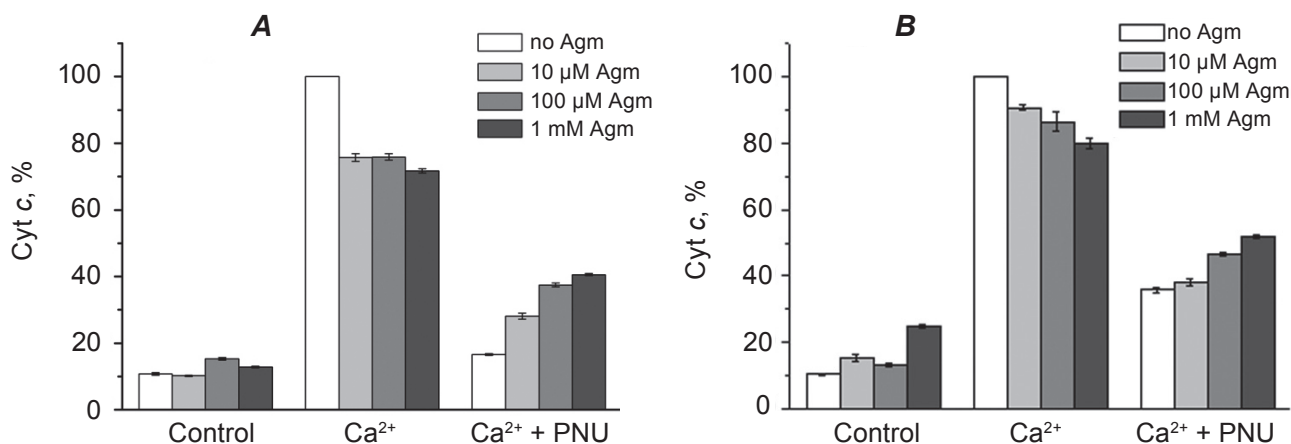 A
no Agm
10 µM Agm
100 µM Agm
1 mM Agm
100
80
60
40
20
0
Cyt c, %
Control
Ca²⁺
Ca²⁺ + PNU
B
no Agm
10 µM Agm
100 µM Agm
1 mM Agm
100
80
60
40
20
0
Cyt c, %
Control
Ca²⁺
Ca²⁺ + PNU